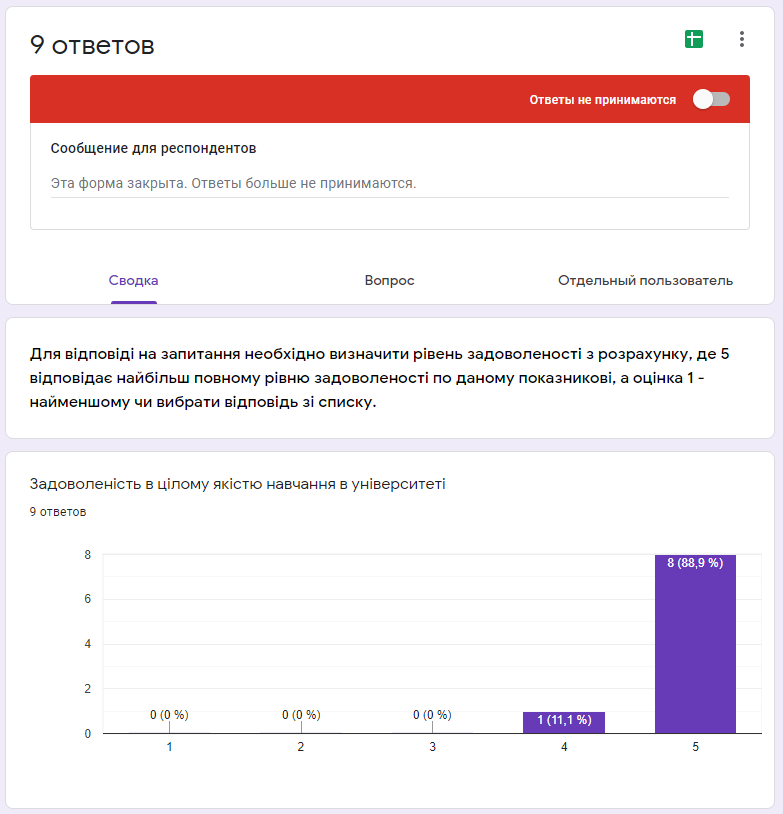 9 ответов
Ответы не принимаются
Сообщение для респондентов
Эта форма закрыта. Ответы больше не принимаются.
Сводка Вопрос Отдельный пользователь
Для відповіді на запитання необхідно визначити рівень задоволеності з розрахунку, де 5
відповідає найбільш повному рівню задоволеності по даному показникові, а оцінка 1 -
найменшому чи вибрати відповідь зі списку.
Задоволеність в цілому якістю навчання в університеті
9 ответов
8
6
4
2
0
0 (0 %) 0 (0 %) 0 (0 %) 1 (11,1 %) 8 (88,9 %)
1 2 3 4 5